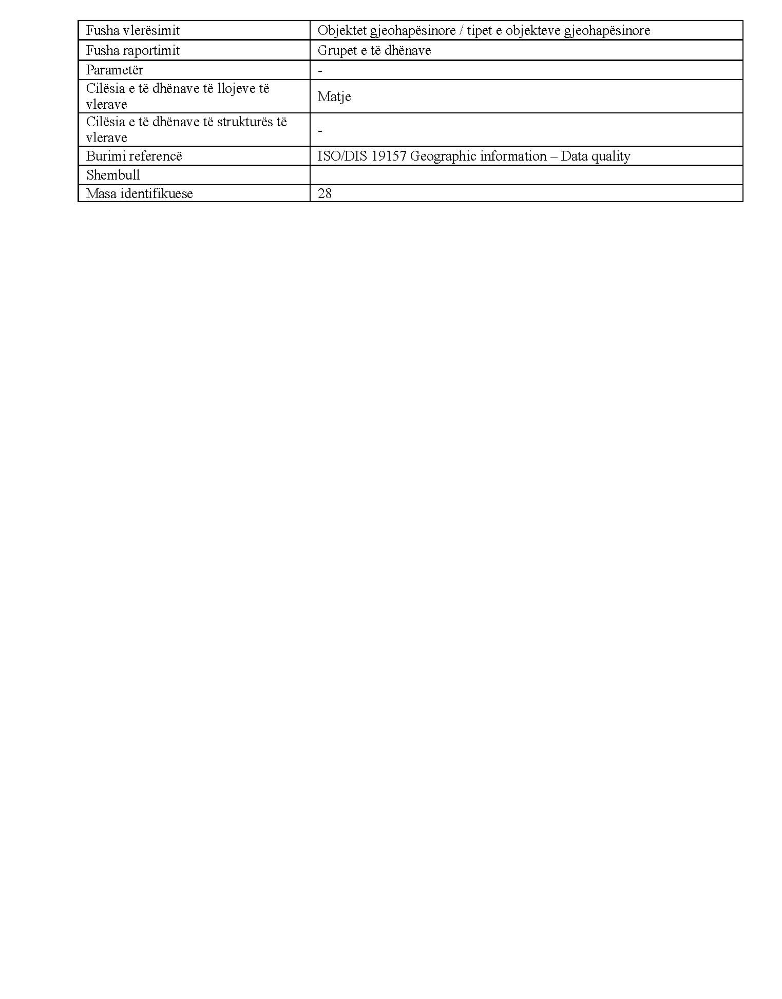 Fusha vlerësimit
Objektet gjeohapësinore / tipet e objekteve gjeohapësinore
Fusha raportimit
Grupet e të dhënave
Parametër
-
Cilësia e të dhënave të llojeve të
vlerave
Matje
Cilësia e të dhënave të strukturës të
vlerave
-
Burimi referencë
ISO/DIS 19157 Geographic information – Data quality
Shembull
Masa identifikuese
28